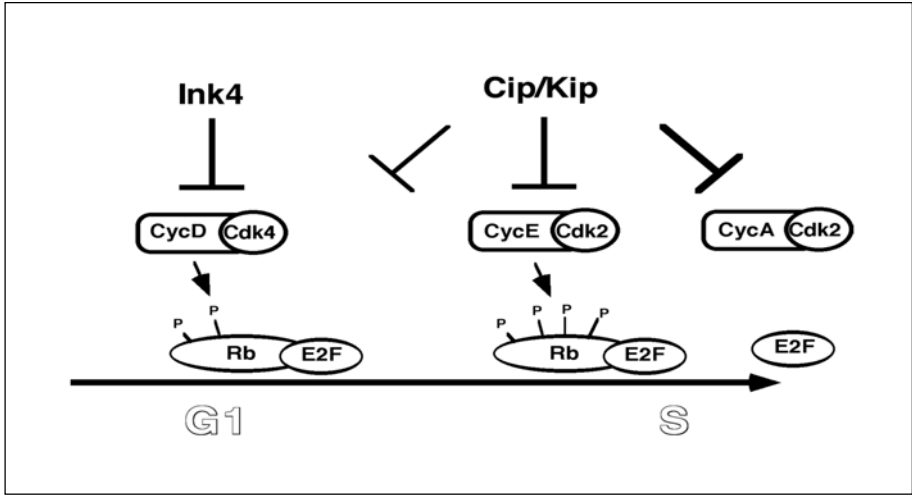 Ink4
Cip/Kip
CycD Cdk4
CycE Cdk2
CycA Cdk2
P P
P P P P
Rb E2F
Rb E2F
E2F
G1
S